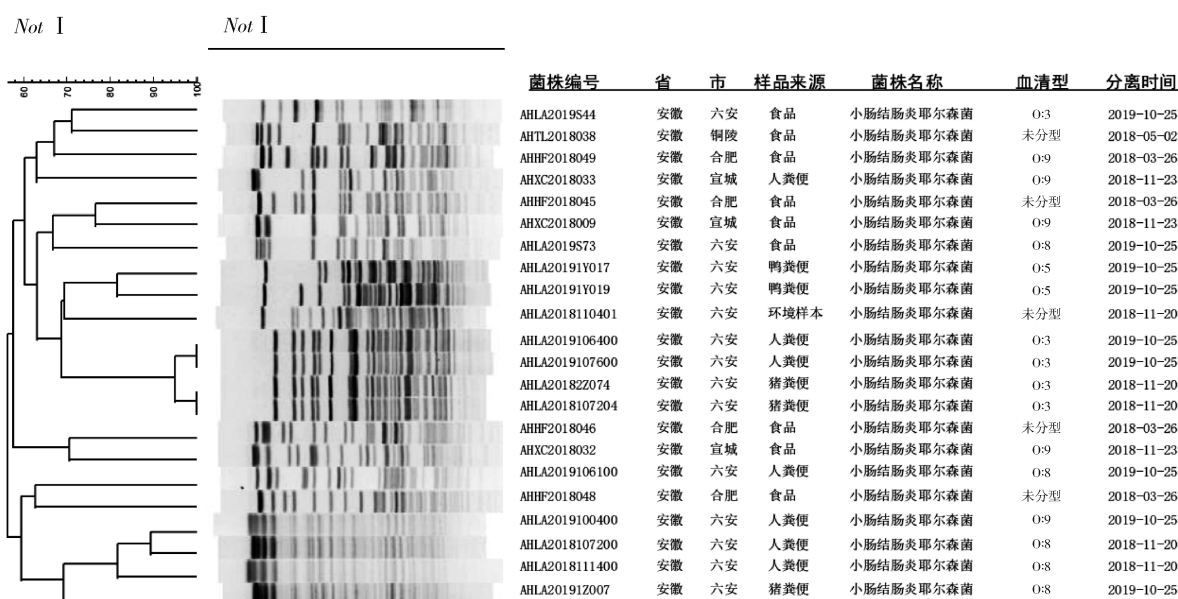 Not Ⅰ
Not Ⅰ
60 70 80 90 100
菌株编号 省 市 样品来源 菌株名称 血清型 分离时间
AHLA2019S44 安徽 六安 食品 小肠结肠炎耶尔森菌 O:3 2019-10-25
AHTL2018038 安徽 铜陵 食品 小肠结肠炎耶尔森菌 未分型 2018-05-02
AHHF2018049 安徽 合肥 食品 小肠结肠炎耶尔森菌 O:9 2018-03-26
AHXC2018033 安徽 宣城 人粪便 小肠结肠炎耶尔森菌 O:9 2018-11-23
AHHF2018045 安徽 合肥 食品 小肠结肠炎耶尔森菌 未分型 2018-03-26
AHXC2018009 安徽 宣城 食品 小肠结肠炎耶尔森菌 O:9 2018-11-23
AHLA2019S73 安徽 六安 食品 小肠结肠炎耶尔森菌 O:8 2019-10-25
AHLA20191Y017 安徽 六安 鸭粪便 小肠结肠炎耶尔森菌 O:5 2019-10-25
AHLA20191Y019 安徽 六安 鸭粪便 小肠结肠炎耶尔森菌 O:5 2019-10-25
AHLA2018110401 安徽 六安 环境样本 小肠结肠炎耶尔森菌 未分型 2018-11-20
AHLA2019106400 安徽 六安 人粪便 小肠结肠炎耶尔森菌 O:3 2019-10-25
AHLA2019107600 安徽 六安 人粪便 小肠结肠炎耶尔森菌 O:3 2019-10-25
AHLA20182Z074 安徽 六安 猪粪便 小肠结肠炎耶尔森菌 O:3 2018-11-20
AHLA2018107204 安徽 六安 猪粪便 小肠结肠炎耶尔森菌 O:3 2018-11-20
AHHF2018046 安徽 合肥 食品 小肠结肠炎耶尔森菌 未分型 2018-03-26
AHXC2018032 安徽 宣城 食品 小肠结肠炎耶尔森菌 O:9 2018-11-23
AHLA2019106100 安徽 六安 人粪便 小肠结肠炎耶尔森菌 O:8 2019-10-25
AHHF2018048 安徽 合肥 食品 小肠结肠炎耶尔森菌 未分型 2018-03-26
AHLA2019100400 安徽 六安 人粪便 小肠结肠炎耶尔森菌 O:9 2019-10-25
AHLA2018107200 安徽 六安 人粪便 小肠结肠炎耶尔森菌 O:8 2018-11-20
AHLA2018111400 安徽 六安 人粪便 小肠结肠炎耶尔森菌 O:8 2018-11-20
AHLA20191Z007 安徽 六安 猪粪便 小肠结肠炎耶尔森菌 O:8 2019-10-25